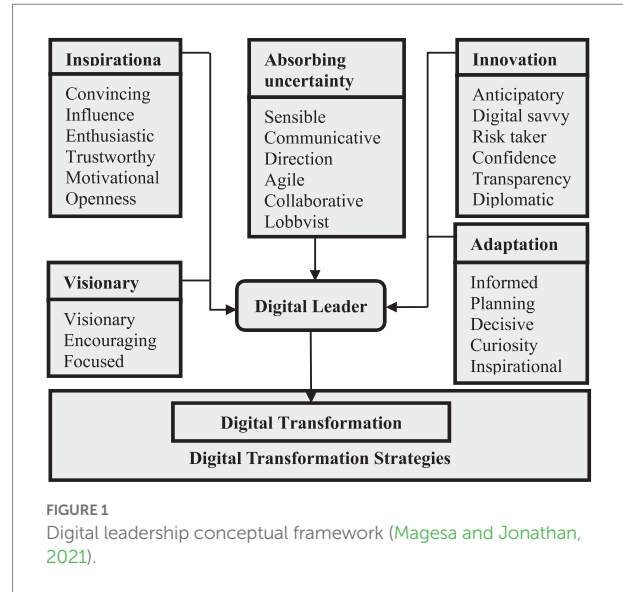 Inspirationa
Convincing
Influence
Enthusiastic
Trustworthy
Motivational
Openness
Absorbing
uncertainty
Sensible
Communicative
Direction
Agile
Collaborative
Lobbyist
Innovation
Anticipatory
Digital savvy
Risk taker
Confidence
Transparency
Diplomatic
Visionary
Visionary
Encouraging
Focused
Digital Leader
Adaptation
Informed
Planning
Decisive
Curiosity
Inspirational
Digital Transformation
Digital Transformation Strategies
FIGURE 1
Digital leadership conceptual framework (Magesa and Jonathan,
2021).